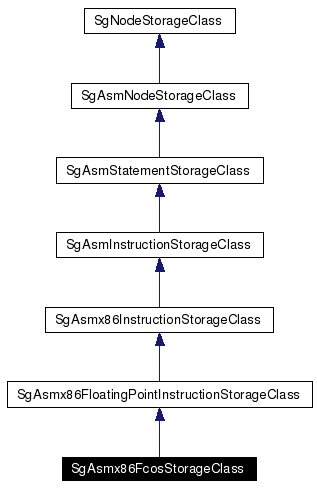 SgNodeStorageClass
SgAsmNodeStorageClass
SgAsmStatementStorageClass
SgAsmInstructionStorageClass
SgAsmx86InstructionStorageClass
SgAsmx86FloatingPointInstructionStorageClass
SgAsmx86FcosStorageClass